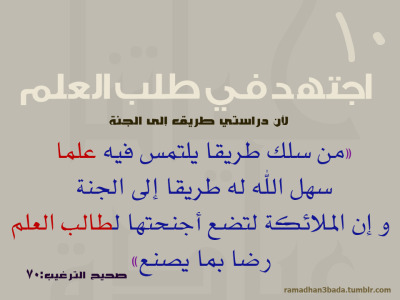 ١٠
اجتهد في طلب العلم
لأن دراستي طريق إلى الجنة
«من سلك طريقا يلتمس فيه علما
سهل الله له طريقا إلى الجنة
و إن الملائكة لتضع أجنحتها لطالب العلم
رضا بما يصنع»
صحيح الترغيب:٧٠
ramadhan3bada.tumblr.com